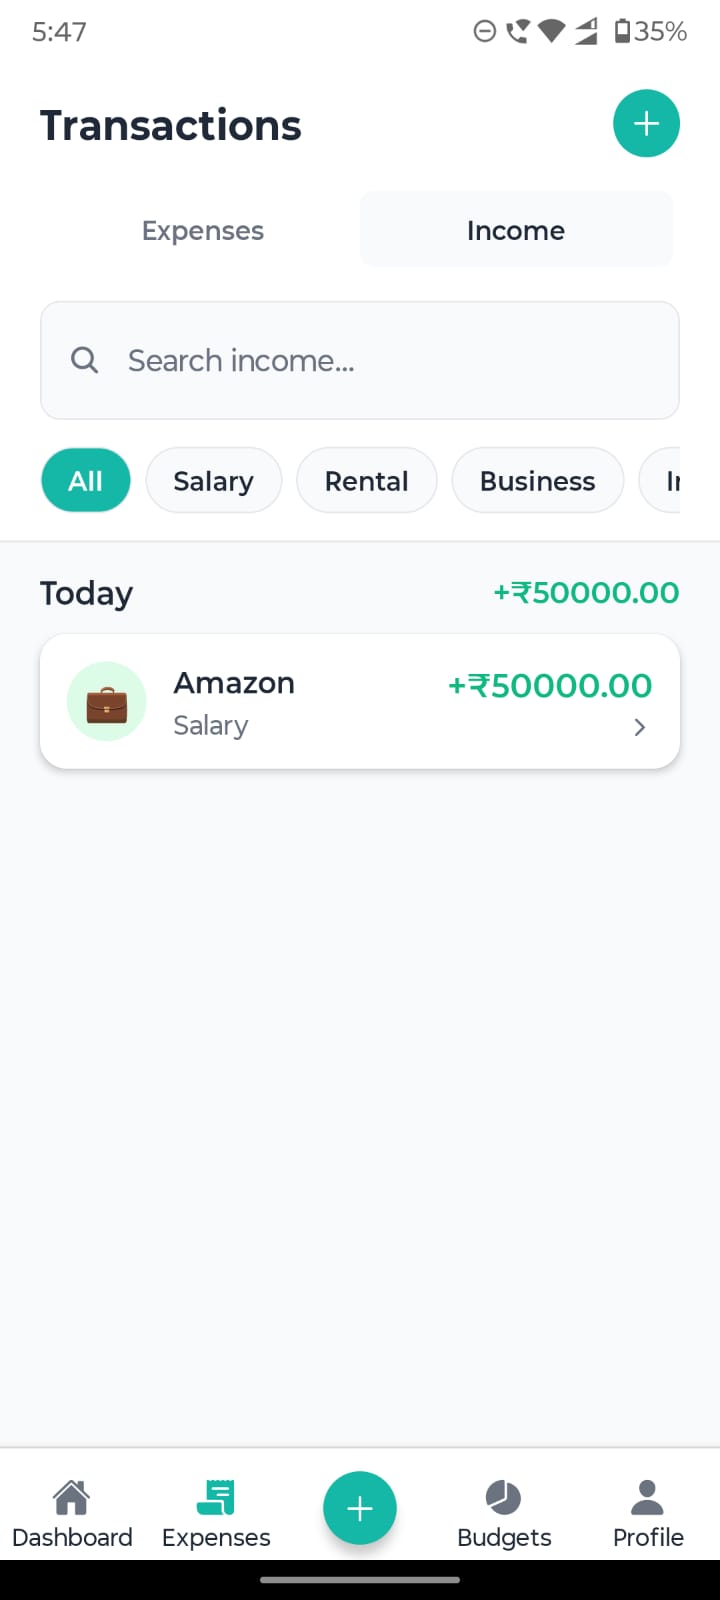 5:47 35%
Transactions
Expenses Income
Search income...
All Salary Rental Business
Today +₹50000.00
Amazon +₹50000.00
Salary
Dashboard Expenses Budgets Profile